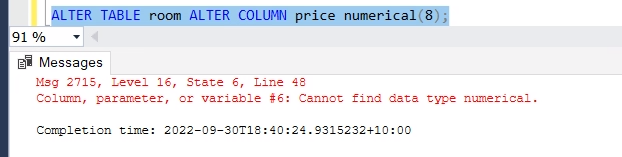 ALTER TABLE room ALTER COLUMN price numerical(8);
91 %
Messages
Msg 2715, Level 16, State 6, Line 48
Column, parameter, or variable #6: Cannot find data type numerical.
Completion time: 2022-09-30T18:40:24.9315232+10:00